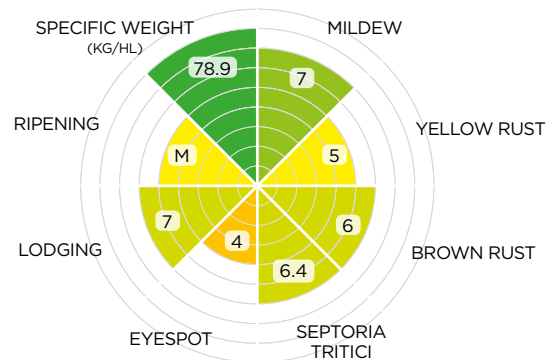 SPECIFIC WEIGHT
(KG/HL)
MILDEW
78.9
7
RIPENING
YELLOW RUST
M
5
7
6
LODGING
BROWN RUST
4
6.4
EYESPOT
SEPTORIA
TRITICI